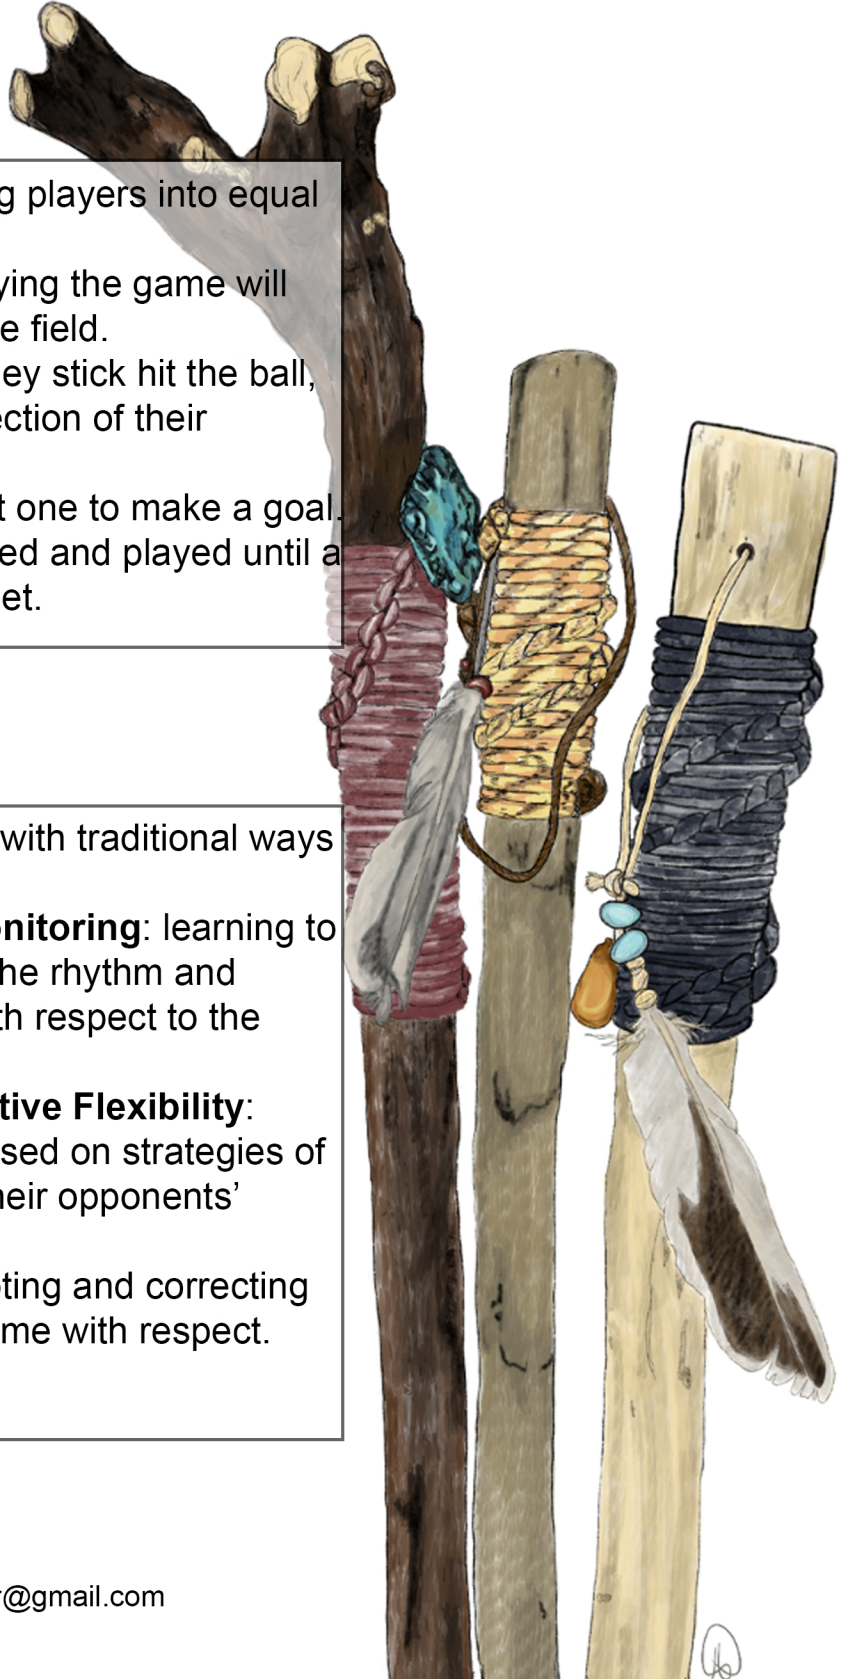 g players into equal
ying the game will
e field.
ey stick hit the ball,
ection of their
t one to make a goal.
ed and played until a
et.
with traditional ways
onitoring: learning to
he rhythm and
th respect to the
tive Flexibility:
sed on strategies of
heir opponents’
ting and correcting
me with respect.
r@gmail.com